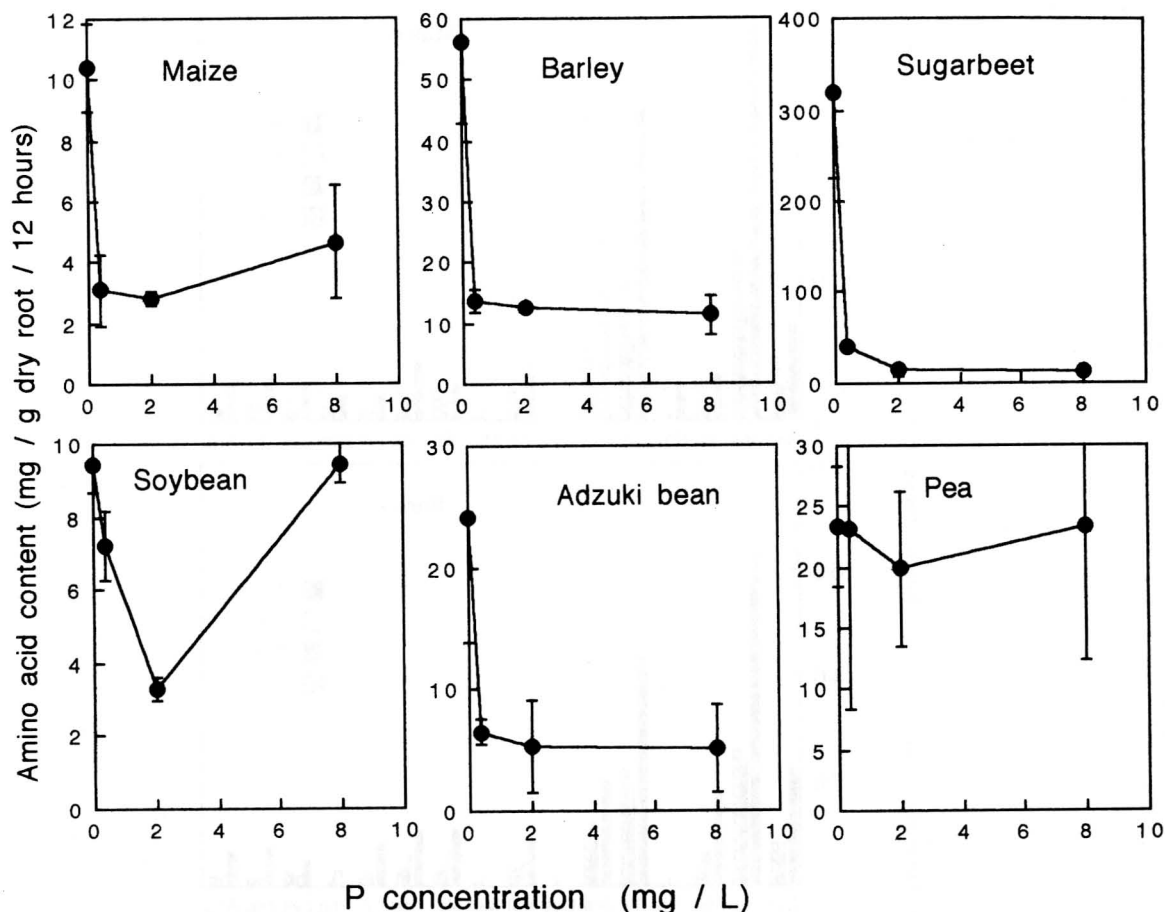 Amino acid content (mg / g dry root / 12 hours)
Maize
12
10
8
6
4
2
0
0 2 4 6 8 10
Barley
60
50
40
30
20
10
0
0 2 4 6 8 10
Sugarbeet
400
300
200
100
0
0 2 4 6 8 10
Soybean
10
8
6
4
2
0
0 2 4 6 8 10
Adzuki bean
30
20
10
0
0 2 4 6 8 10
Pea
30
25
20
15
10
5
0
0 2 4 6 8 10
P concentration (mg / L)